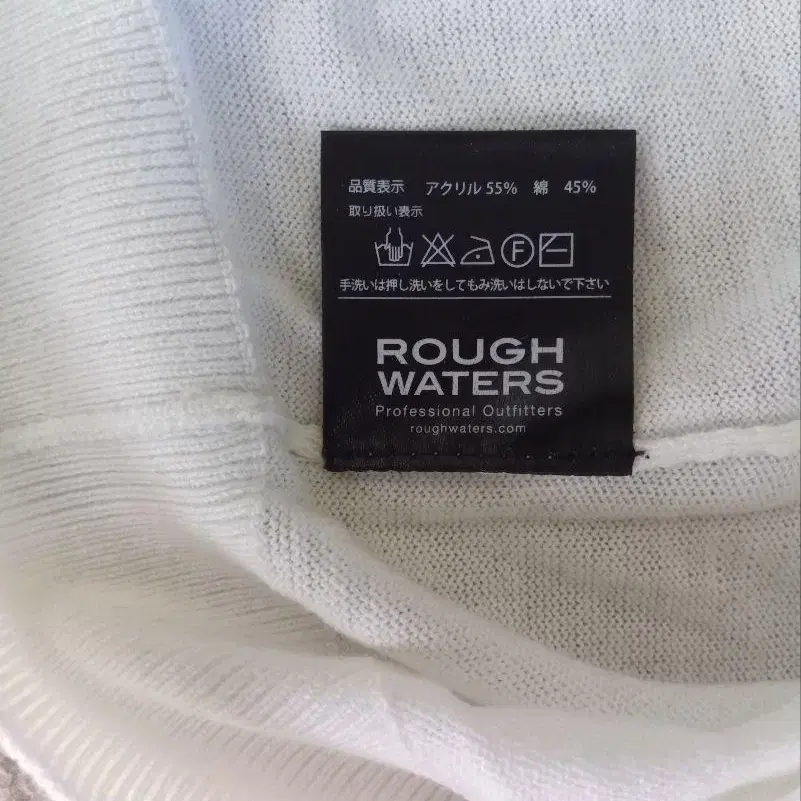 品質表示 アクリル 55% 綿 45%
取り扱い表示
F
手洗いは押し洗いをしてもみ洗いはしないで下さい
ROUGH
WATERS
Professional Outfitters
roughwaters.com